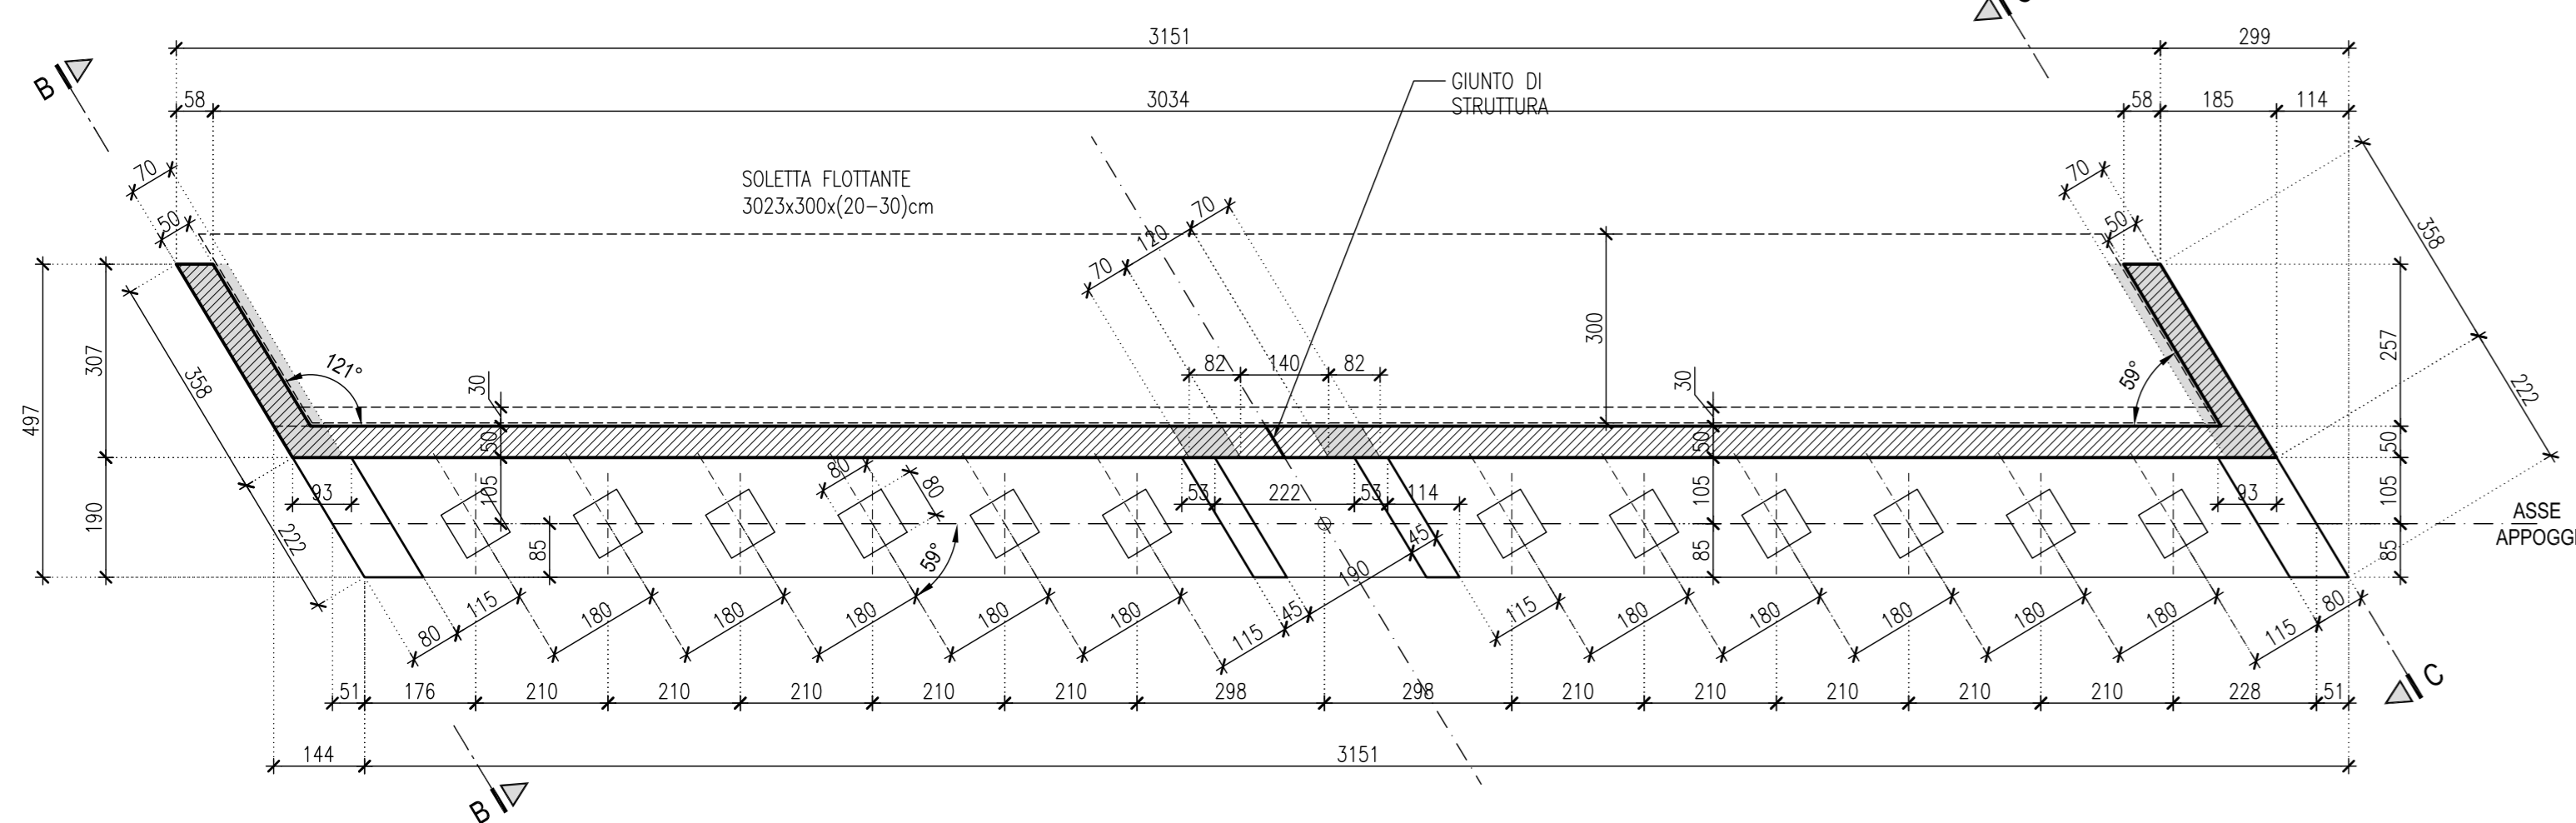 C
3151 299
B
58 3034 58 185 114
GIUNTO DI
STRUTTURA
SOLETTA FLOTTANTE
3023x300x(20-30)cm
70 50 70 120 70 70 50
358
497 307 358 121° 30 82 140 82 300 30 59° 257
222
50 50 50
190 93 105 80 80 53 222 53 114 105 93 105
ASSE
APPOGGI
222 85 59° 45 190 85 85
80 115 180 180 180 180 180 115 45 115 180 180 180 180 180 115 80
51 176 210 210 210 210 210 298 298 210 210 210 210 210 228 51
C
144 3151
B